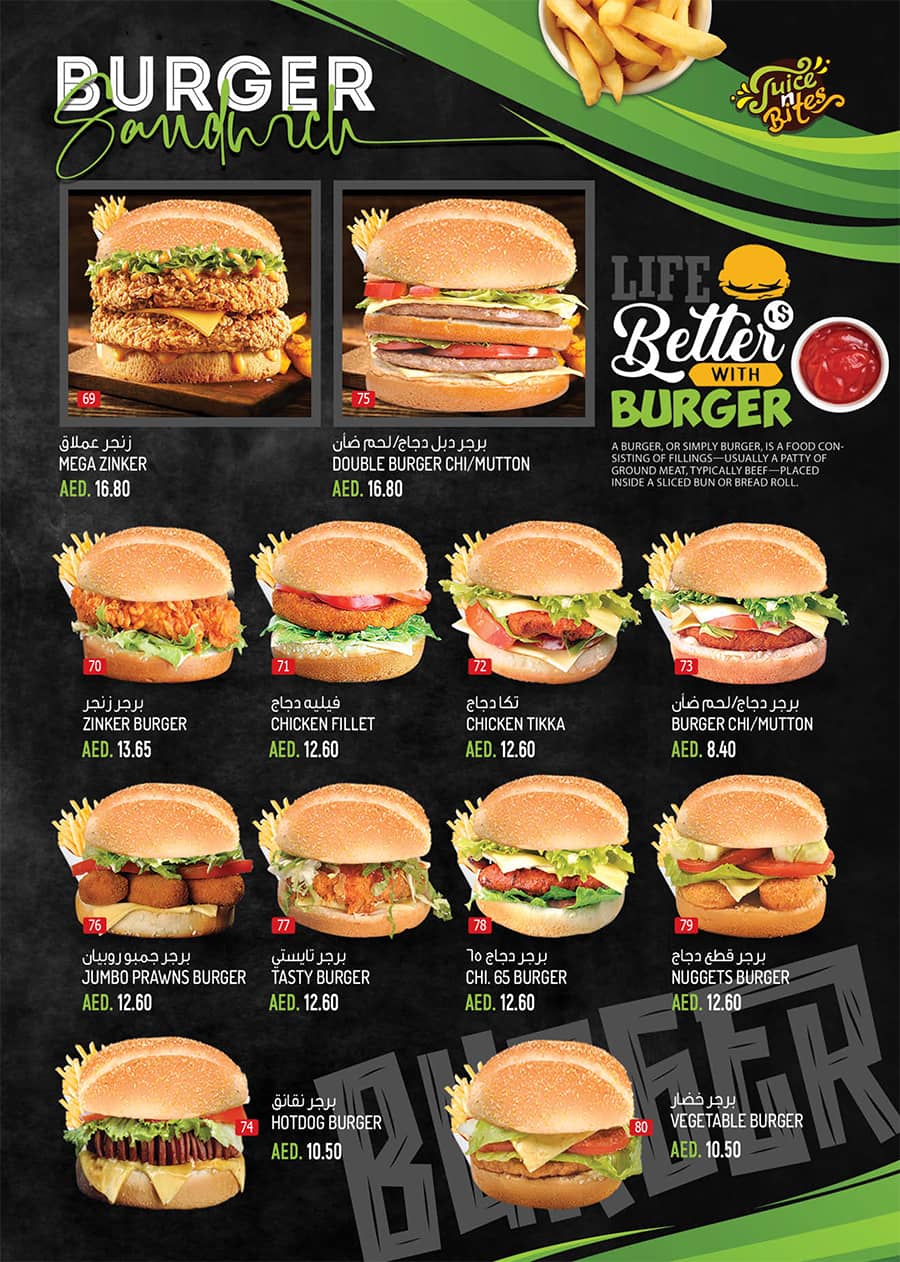 BURGER
Sandwich
Juice
n
Bites
69
زنجر عملاق
MEGA ZINKER
AED. 16.80
75
برجر دبل دجاج/لحم ضأن
DOUBLE BURGER CHI/MUTTON
AED. 16.80
LIFE
IS
Better
WITH
BURGER
A BURGER, OR SIMPLY BURGER, IS A FOOD CON-
SISTING OF FILLINGS—USUALLY A PATTY OF
GROUND MEAT, TYPICALLY BEEF—PLACED
INSIDE A SLICED BUN OR BREAD ROLL.
70
برجر زنجر
ZINKER BURGER
AED. 13.65
71
فيليه دجاج
CHICKEN FILLET
AED. 12.60
72
تكا دجاج
CHICKEN TIKKA
AED. 12.60
73
برجر دجاج/لحم ضأن
BURGER CHI/MUTTON
AED. 8.40
76
برجر جمبو روبيان
JUMBO PRAWNS BURGER
AED. 12.60
77
برجر تايستي
TASTY BURGER
AED. 12.60
78
برجر دجاج ٦٥
CHI. 65 BURGER
AED. 12.60
79
برجر قطع دجاج
NUGGETS BURGER
AED. 12.60
74
برجر نقانق
HOTDOG BURGER
AED. 10.50
80
برجر خضار
VEGETABLE BURGER
AED. 10.50
BURGER